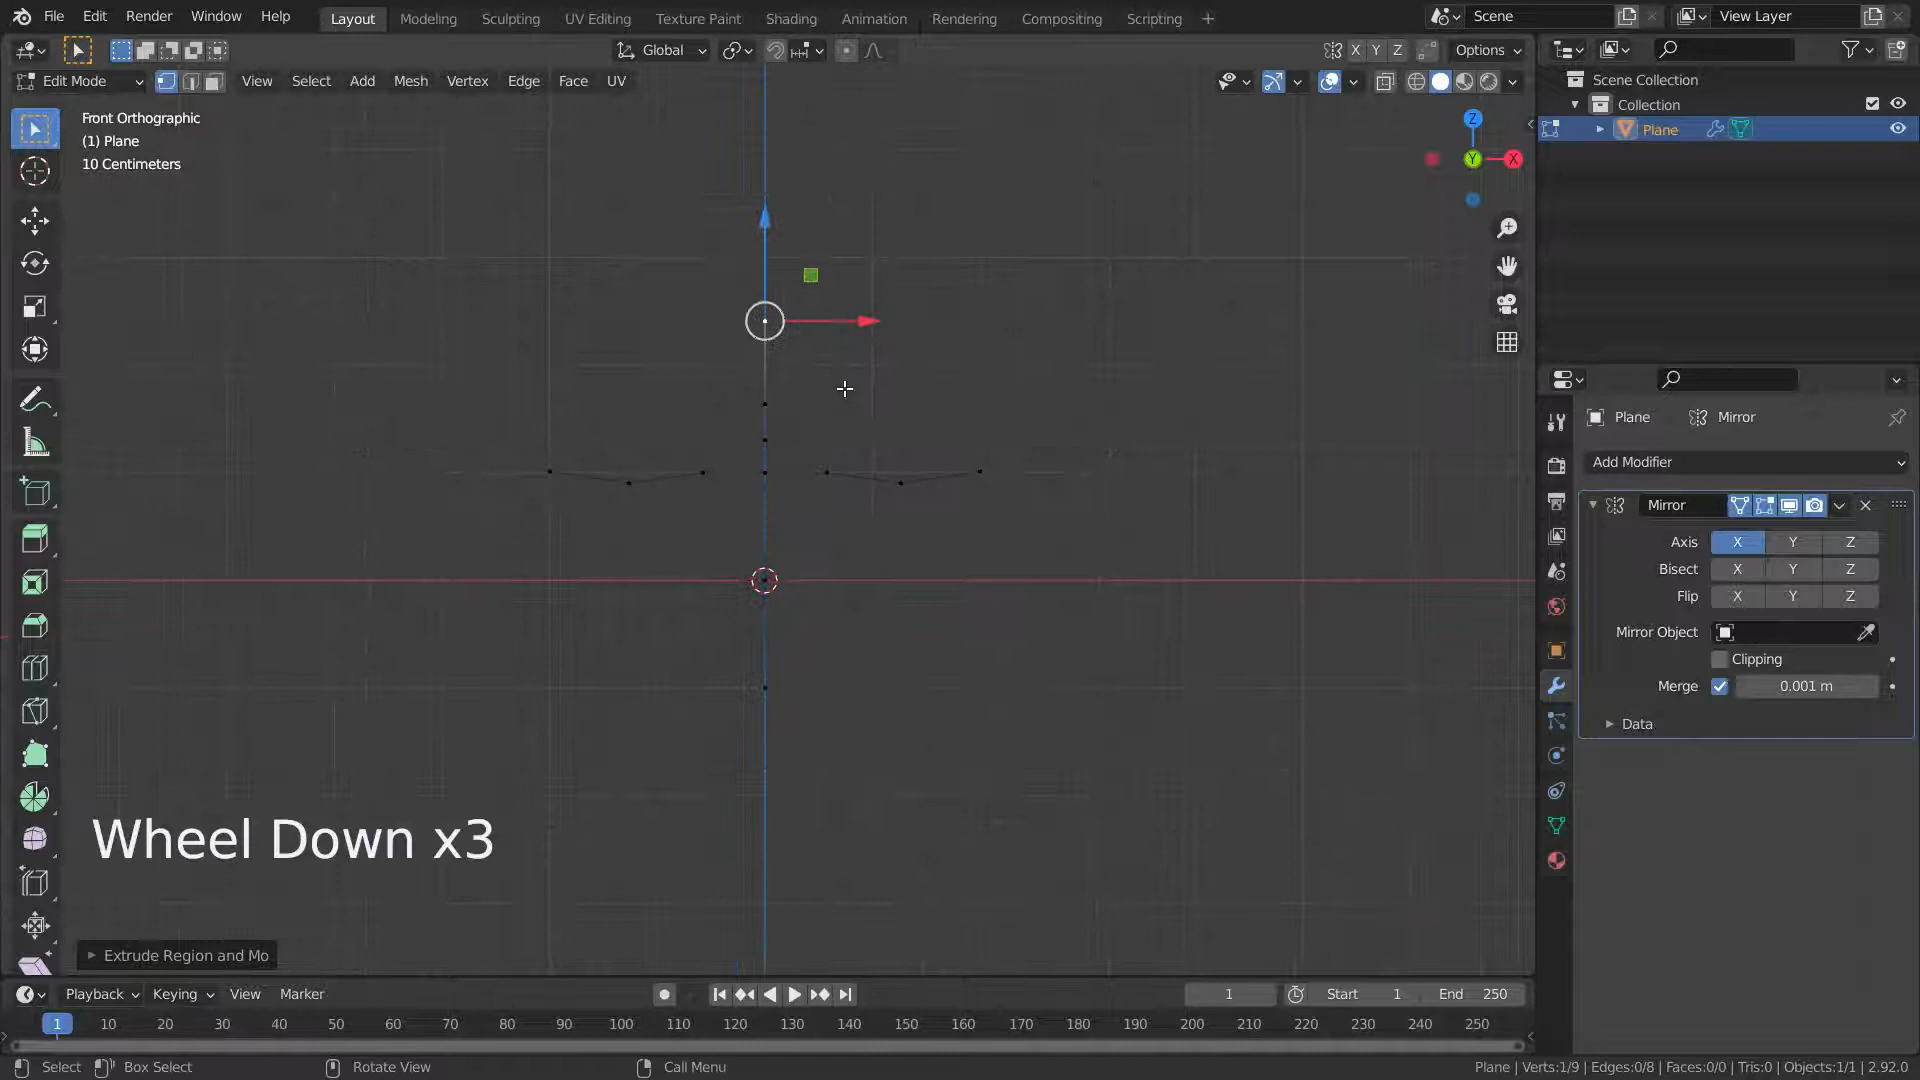 File Edit Render Window Help Layout Modeling Sculpting UV Editing Texture Paint Shading Animation Rendering Compositing Scripting + Scene View Layer
Global X Y Z Options
Edit Mode View Select Add Mesh Vertex Edge Face UV
Scene Collection
Collection
Plane
Front Orthographic
(1) Plane
10 Centimeters
Z
Y
X
Plane Mirror
Add Modifier
Mirror
Axis X Y Z
Bisect X Y Z
Flip X Y Z
Mirror Object
Clipping
Merge 0.001 m
Data
Wheel Down x3
Extrude Region and Mo
Playback Keying View Marker 1 Start 1 End 250
1 10 20 30 40 50 60 70 80 90 100 110 120 130 140 150 160 170 180 190 200 210 220 230 240 250
Select Box Select Rotate View Call Menu Plane | Verts:1/9 | Edges:0/8 | Faces:0/0 | Tris:0 | Objects:1/1 | 2.92.0